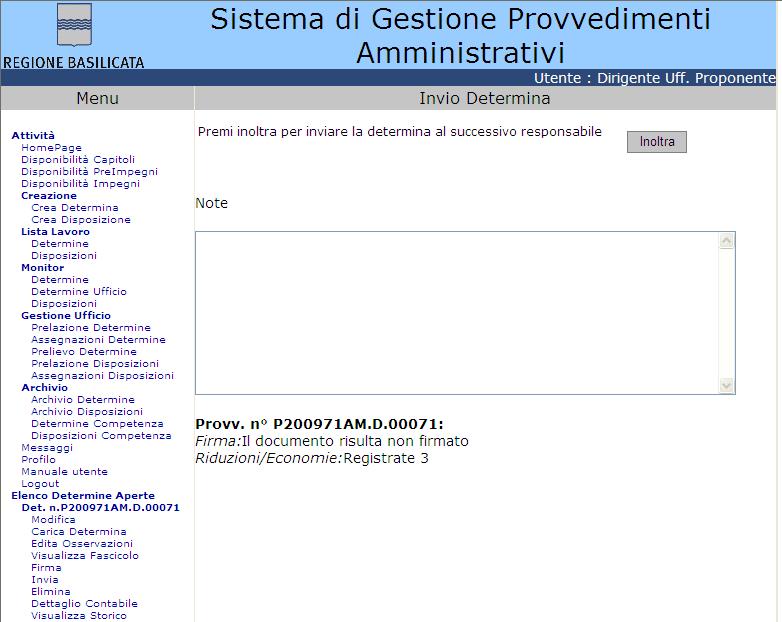 Sistema di Gestione Provvedimenti
Amministrativi
REGIONE BASILICATA
Utente : Dirigente Uff. Proponente
Menu
Invio Determina
Attività
HomePage
Disponibilità Capitoli
Disponibilità PreImpegni
Disponibilità Impegni
Creazione
Crea Determina
Crea Disposizione
Lista Lavoro
Determine
Disposizioni
Monitor
Determine
Determine Ufficio
Disposizioni
Gestione Ufficio
Prelazione Determine
Assegnazioni Determine
Prelievo Determine
Prelazione Disposizioni
Assegnazioni Disposizioni
Archivio
Archivio Determine
Archivio Disposizioni
Determine Competenza
Disposizioni Competenza
Messaggi
Profilo
Manuale utente
Logout
Elenco Determine Aperte
Det. n.P200971AM.D.00071
Modifica
Carica Determina
Edita Osservazioni
Visualizza Fascicolo
Firma
Invia
Elimina
Dettaglio Contabile
Visualizza Storico
Premi inoltra per inviare la determina al successivo responsabile
Inoltra
Note
Provv. n° P200971AM.D.00071:
Firma:Il documento risulta non firmato
Riduzioni/Economie:Registrate 3